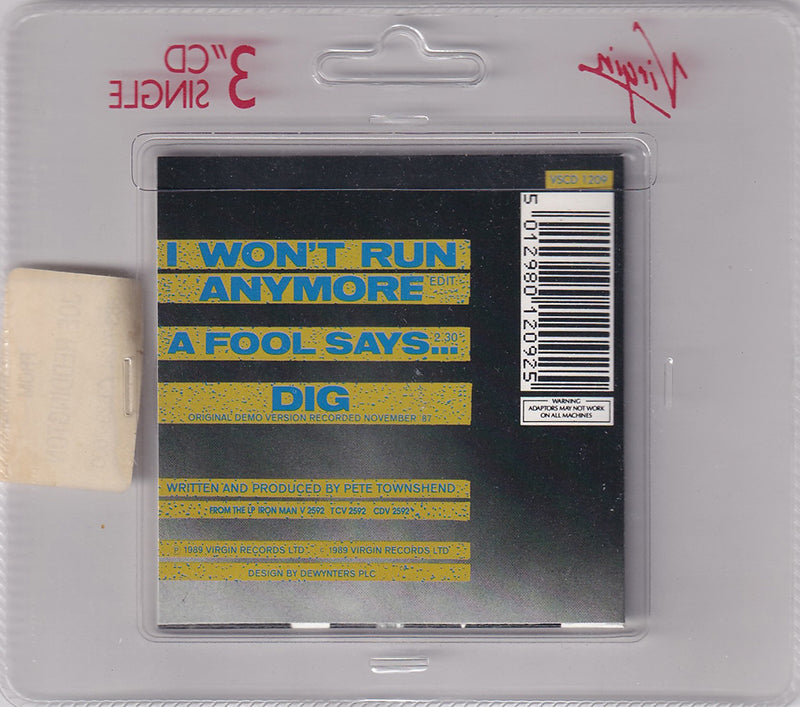 3" CD
SINGLE
Virgin
VSCD 1209
I WON'T RUN
ANYMORE EDIT
A FOOL SAYS... 2.30
DIG
ORIGINAL DEMO VERSION RECORDED NOVEMBER '87
WRITTEN AND PRODUCED BY PETE TOWNSHEND
FROM THE LP IRON MAN V 2592 TCV 2592 CDV 2592
℗ 1989 VIRGIN RECORDS LTD © 1989 VIRGIN RECORDS LTD
DESIGN BY DEWYNTERS PLC
5 012980 120925
WARNING
ADAPTORS MAY NOT WORK
ON ALL MACHINES